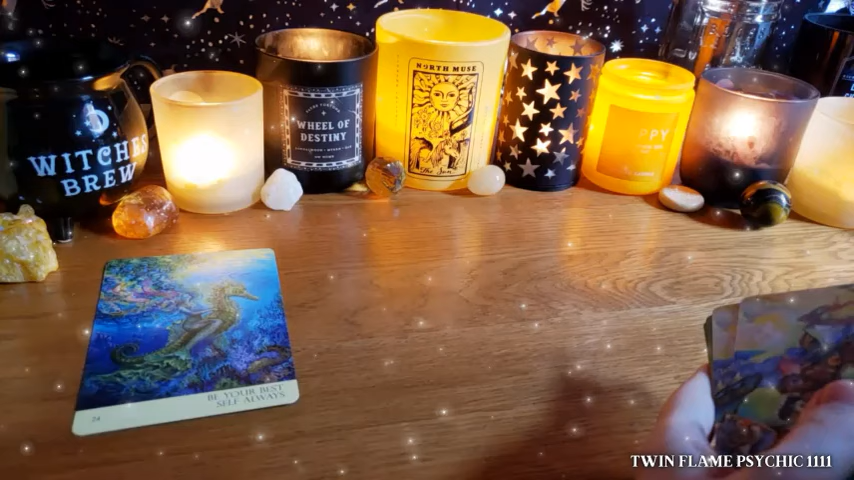 WITCHES
BREW
WHEEL OF
DESTINY
NORTH MUSE
The Sun
PPY
24
BE YOUR BEST
SELF ALWAYS
TWIN FLAME PSYCHIC 1111